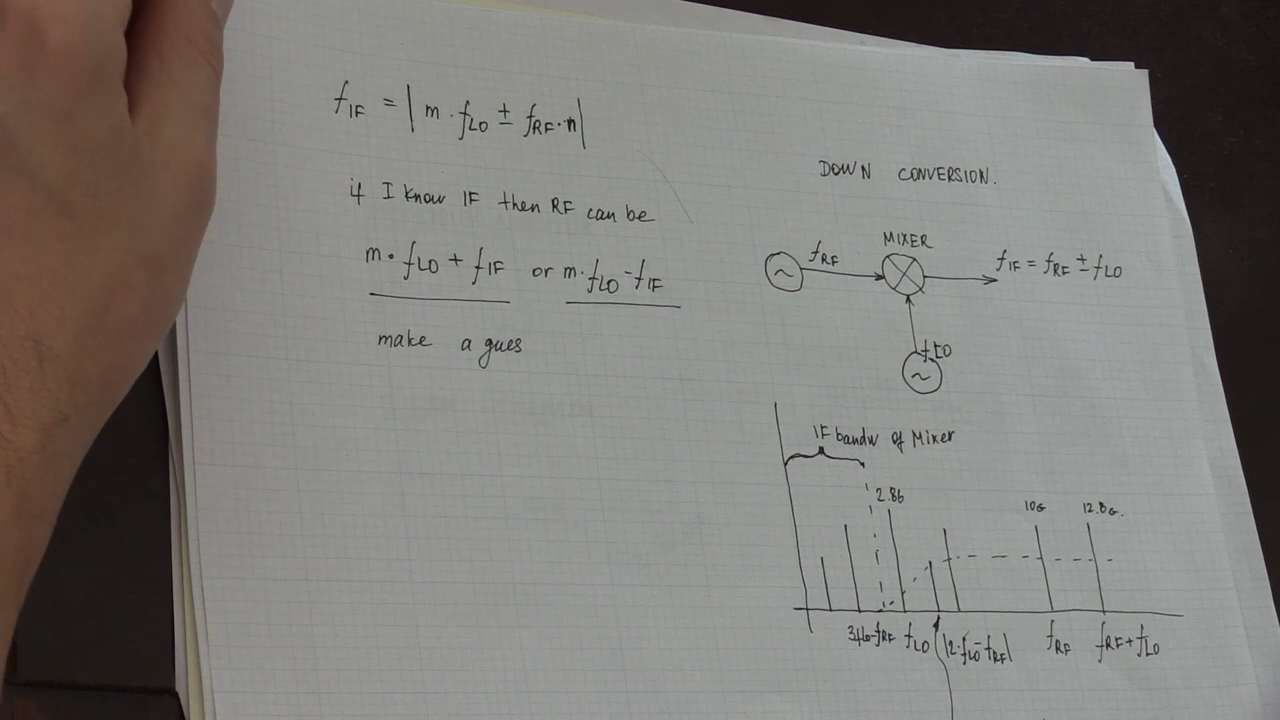 fIF = | m · fLO ± fRF · n |
if I know IF then RF can be
m · fLO + fIF or m · fLO - fIF
make a gues
DOWN CONVERSION.
MIXER
fRF
fIF = fRF ± fLO
fLO
IF bandw of Mixer
2.8G
10G
12.8G.
3fLO-fRF fLO |2·fLO-fRF| fRF fRF+fLO